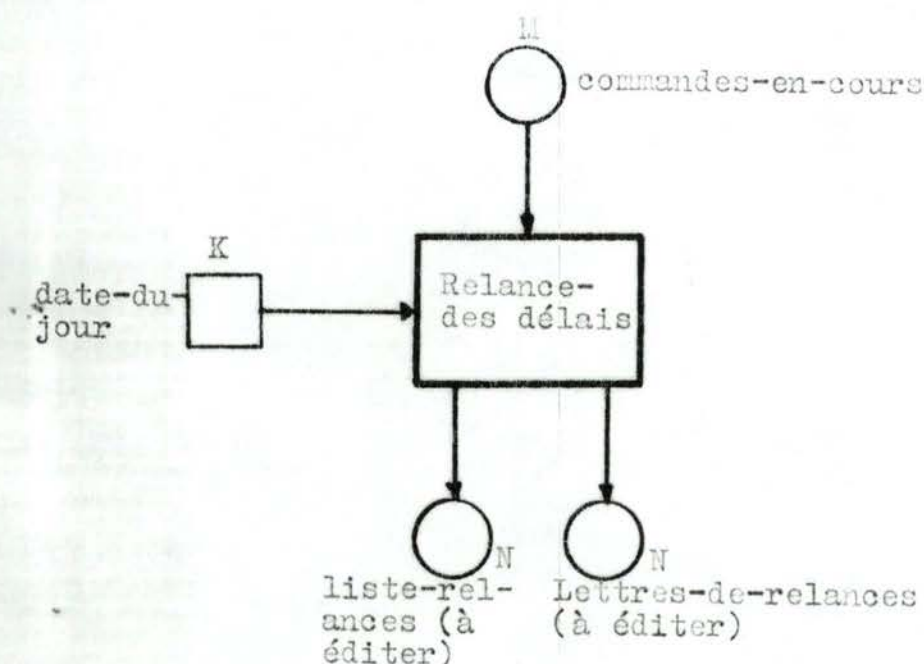 M
commandes-en-cours
K
date-du-
jour
Relance-
des délais
N
liste-rel-
ances (à
éditer)
N
Lettres-de-relances
(à éditer)